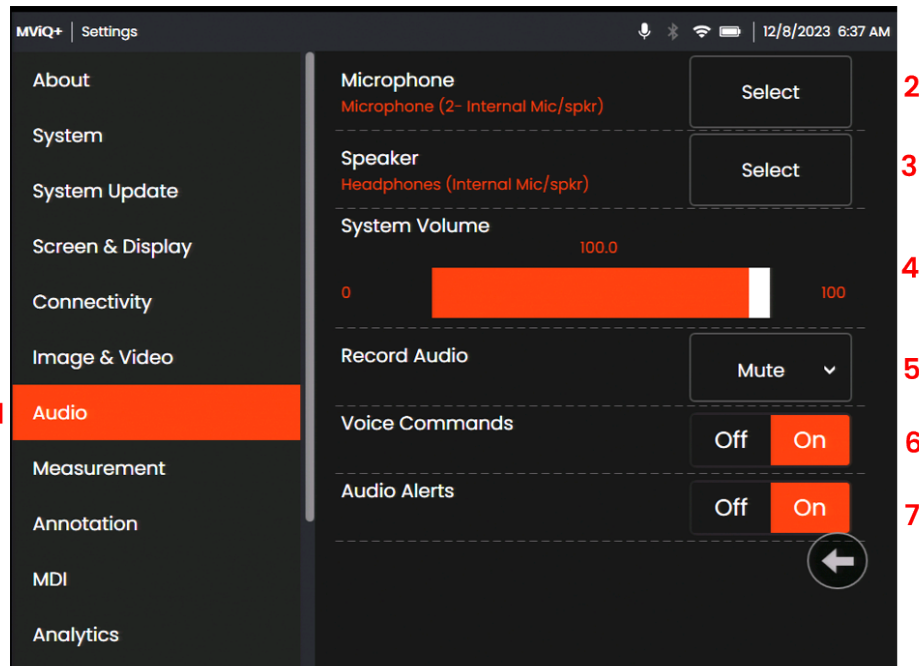 MViQ+ | Settings 12/8/2023 6:37 AM
About
System
System Update
Screen & Display
Connectivity
Image & Video
Audio
Measurement
Annotation
MDI
Analytics
Microphone
Microphone (2- Internal Mic/spkr)
Select
2
Speaker
Headphones (Internal Mic/spkr)
Select
3
System Volume
100.0
0 100
4
Record Audio
Mute
5
Voice Commands
Off On
6
Audio Alerts
Off On
7